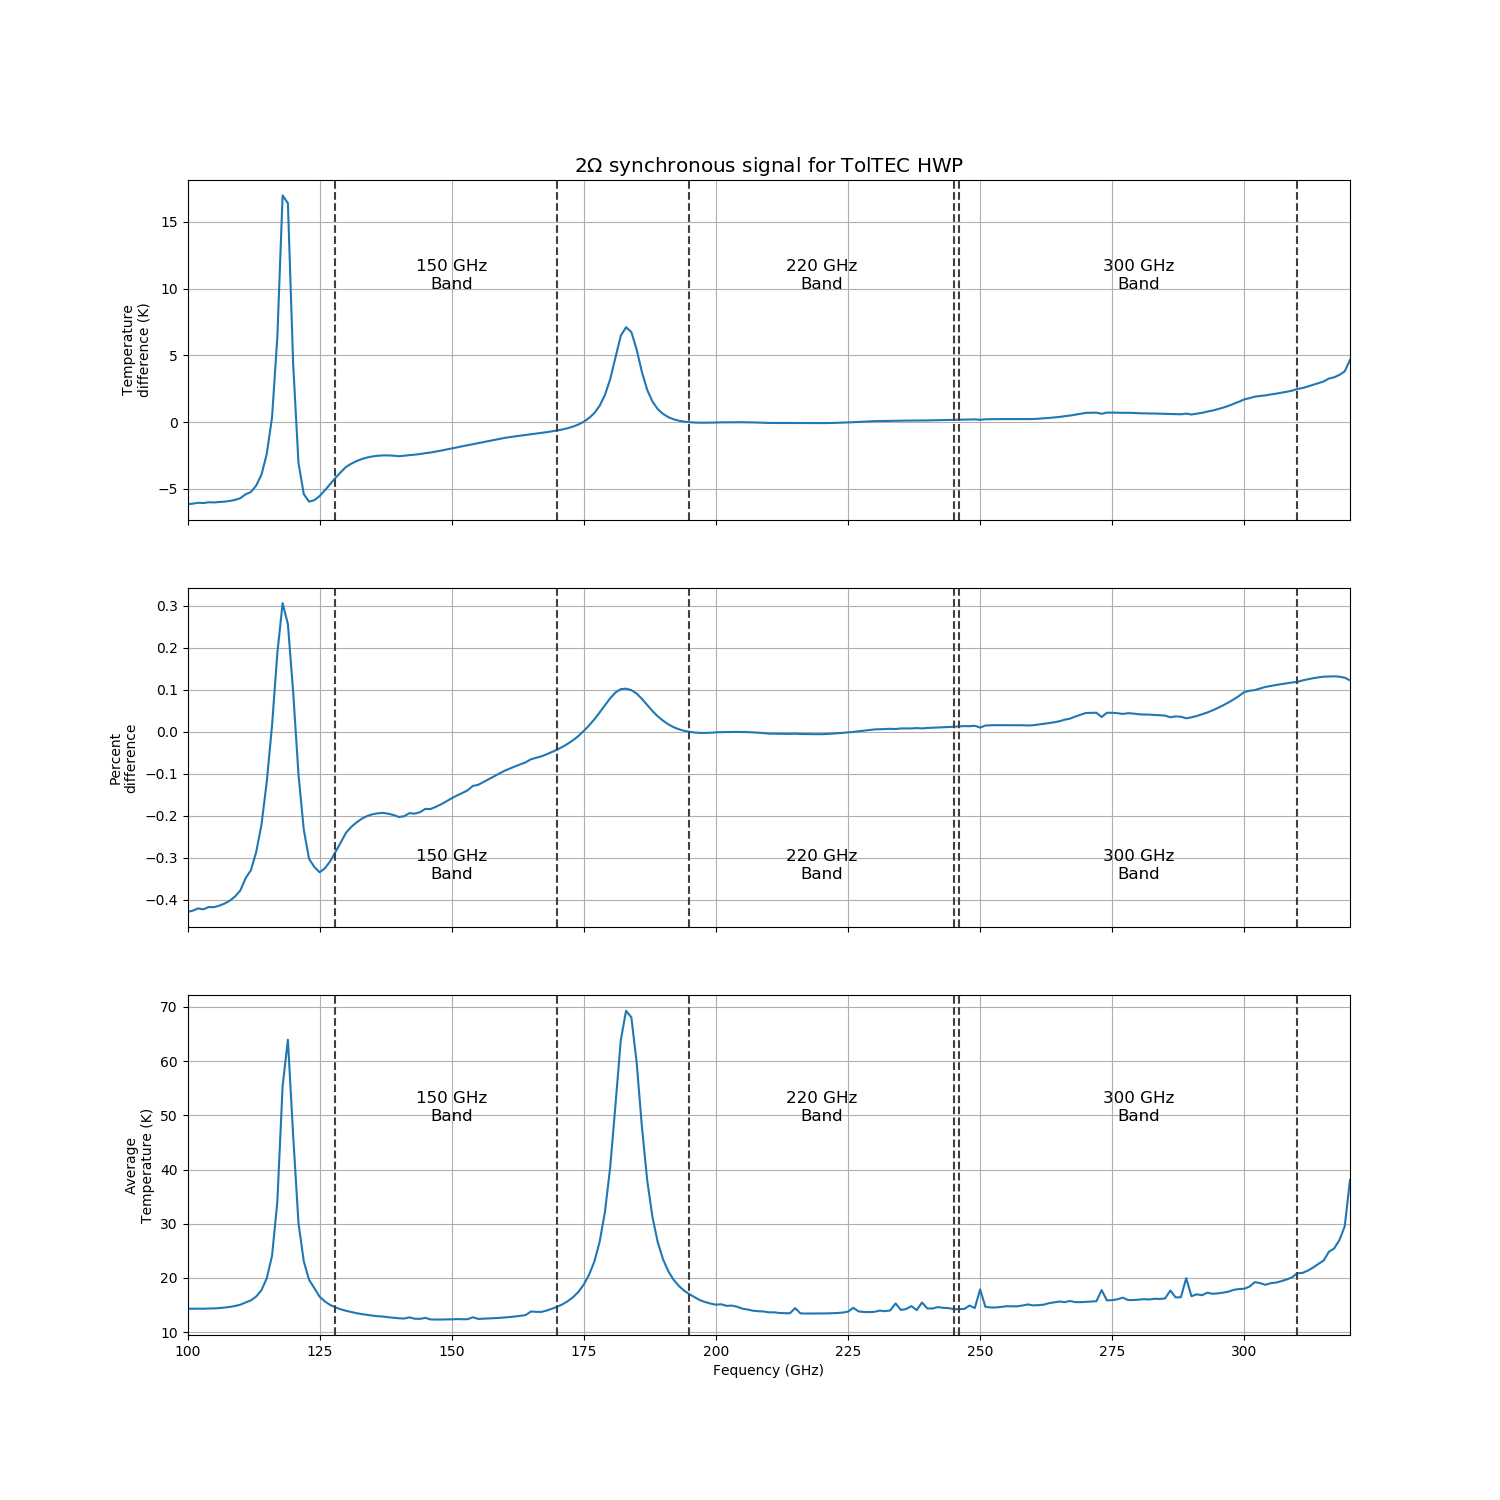 2Ω synchronous signal for TolTEC HWP
15
10
5
0
−5
Temperature
difference (K)
150 GHz
Band
220 GHz
Band
300 GHz
Band
0.3
0.2
0.1
0.0
−0.1
−0.2
−0.3
−0.4
Percent
difference
150 GHz
Band
220 GHz
Band
300 GHz
Band
70
60
50
40
30
20
10
Average
Temperature (K)
150 GHz
Band
220 GHz
Band
300 GHz
Band
100 125 150 175 200 225 250 275 300
Fequency (GHz)